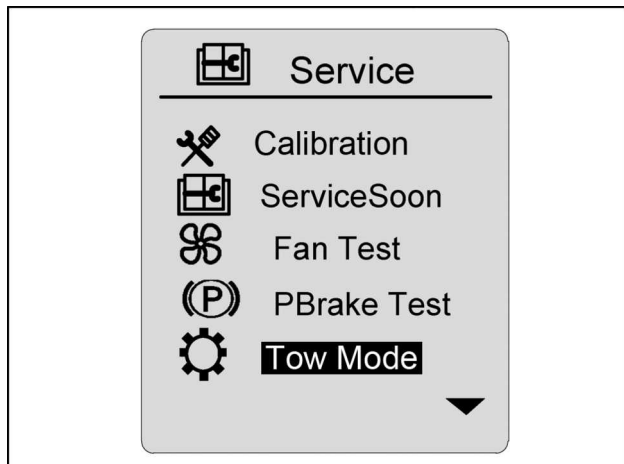 Service
Calibration
ServiceSoon
Fan Test
(P) PBrake Test
Tow Mode